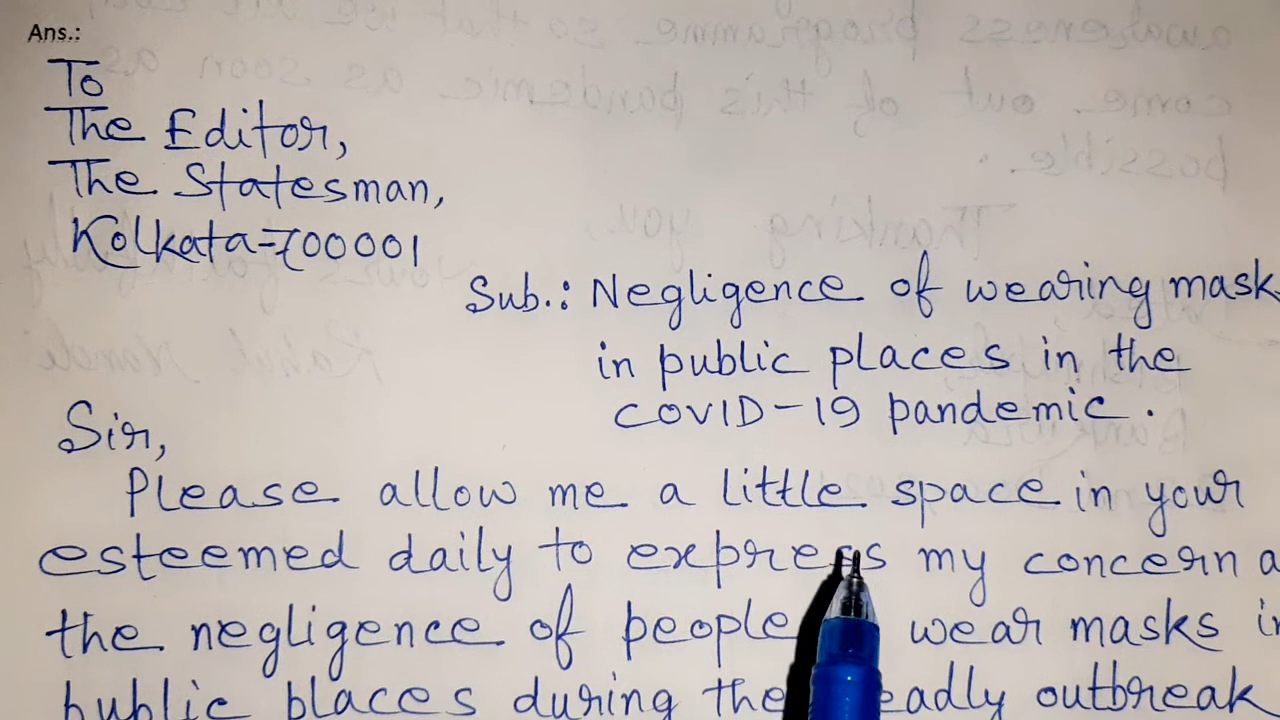 Ans.:
To
The Editor,
The Statesman,
Kolkata-700001
Sub.: Negligence of wearing mask
in public places in the
COVID-19 pandemic.
Sir,
Please allow me a little space in your
esteemed daily to express my concern a
the negligence of people wear masks in
public places during the eadly outbreak